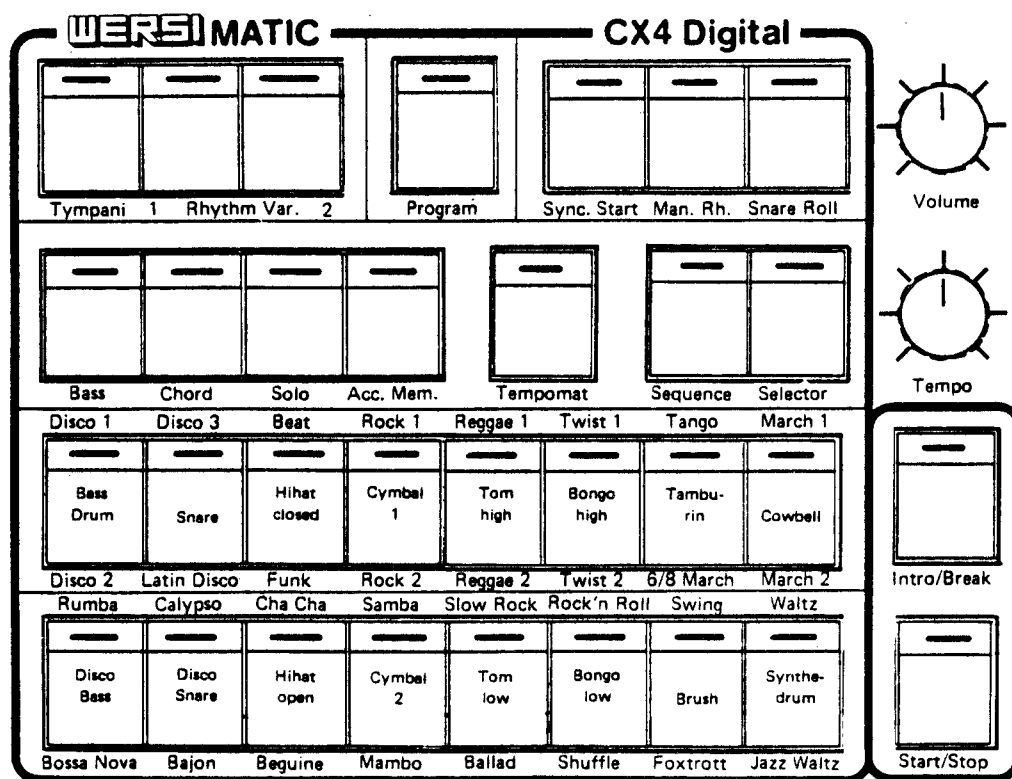 WERSI MATIC CX4 Digital
Tympani 1 Rhythm Var. 2 Program Sync. Start Man. Rh. Snare Roll
Volume
Bass Chord Solo Acc. Mem. Tempomat Sequence Selector
Tempo
Disco 1 Disco 3 Beat Rock 1 Reggae 1 Twist 1 Tango March 1
Bass Drum Snare Hihat closed Cymbal 1 Tom high Bongo high Tambu-rin Cowbell
Disco 2 Latin Disco Funk Rock 2 Reggae 2 Twist 2 6/8 March March 2
Intro/Break
Rumba Calypso Cha Cha Samba Slow Rock Rock'n Roll Swing Waltz
Disco Bass Disco Snare Hihat open Cymbal 2 Tom low Bongo low Brush Synthe-drum
Bossa Nova Bajon Beguine Mambo Ballad Shuffle Foxtrott Jazz Waltz
Start/Stop